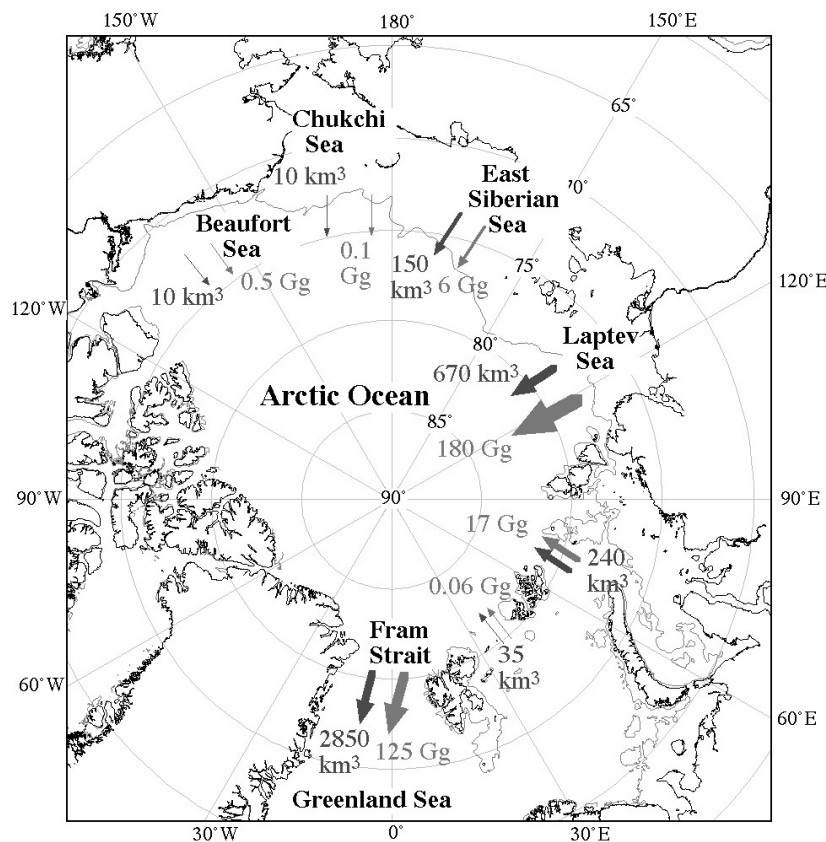 150˚W
180˚
150˚E
65˚
Chukchi
Sea
10 km3
East
Siberian
Sea
70˚
Beaufort
Sea
0.1
Gg
150
km3
6 Gg
75˚
0.5 Gg
10 km3
120˚W
120˚E
Laptev
Sea
80˚
670 km3
Arctic Ocean
85˚
180 Gg
90˚W
90˚
90˚E
17 Gg
240
km3
0.06 Gg
Fram
Strait
35
km3
60˚W
60˚E
2850
km3
125 Gg
Greenland Sea
30˚W
0˚
30˚E